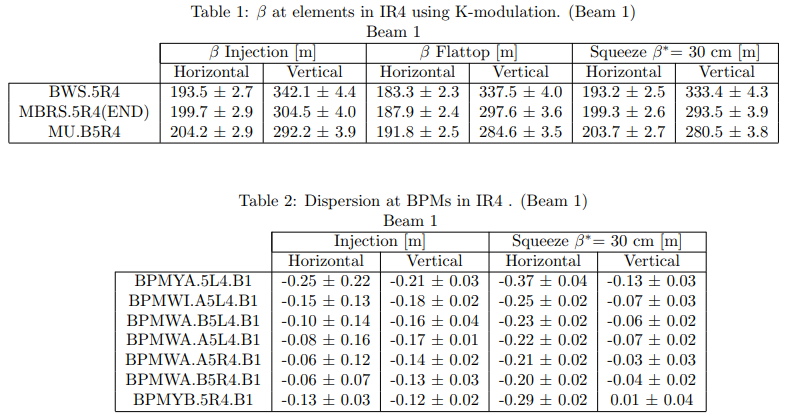 Table 1: β at elements in IR4 using K-modulation. (Beam 1)
Beam 1
β Injection [m] β Flattop [m] Squeeze β*= 30 cm [m]
Horizontal Vertical Horizontal Vertical Horizontal Vertical
BWS.5R4 193.5 ± 2.7 342.1 ± 4.4 183.3 ± 2.3 337.5 ± 4.0 193.2 ± 2.5 333.4 ± 4.3
MBRS.5R4(END) 199.7 ± 2.9 304.5 ± 4.0 187.9 ± 2.4 297.6 ± 3.6 199.3 ± 2.6 293.5 ± 3.9
MU.B5R4 204.2 ± 2.9 292.2 ± 3.9 191.8 ± 2.5 284.6 ± 3.5 203.7 ± 2.7 280.5 ± 3.8
Table 2: Dispersion at BPMs in IR4 . (Beam 1)
Beam 1
Injection [m] Squeeze β*= 30 cm [m]
Horizontal Vertical Horizontal Vertical
BPMYA.5L4.B1 -0.25 ± 0.22 -0.21 ± 0.03 -0.37 ± 0.04 -0.13 ± 0.03
BPMWI.A5L4.B1 -0.15 ± 0.13 -0.18 ± 0.02 -0.25 ± 0.02 -0.07 ± 0.03
BPMWA.B5L4.B1 -0.10 ± 0.14 -0.16 ± 0.04 -0.23 ± 0.02 -0.06 ± 0.02
BPMWA.A5L4.B1 -0.08 ± 0.16 -0.17 ± 0.01 -0.22 ± 0.02 -0.07 ± 0.02
BPMWA.A5R4.B1 -0.06 ± 0.12 -0.14 ± 0.02 -0.21 ± 0.02 -0.03 ± 0.03
BPMWA.B5R4.B1 -0.06 ± 0.07 -0.13 ± 0.03 -0.20 ± 0.02 -0.04 ± 0.02
BPMYB.5R4.B1 -0.13 ± 0.03 -0.12 ± 0.02 -0.29 ± 0.02 0.01 ± 0.04